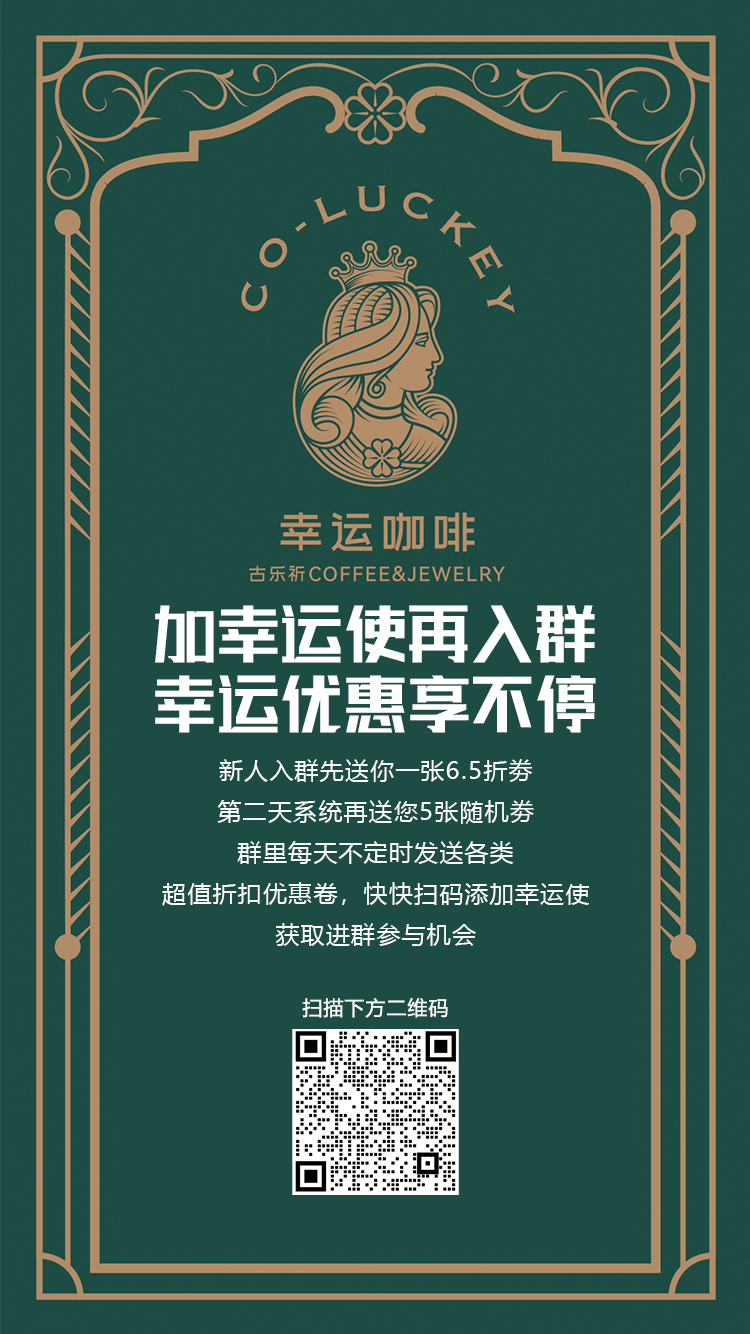 CO-LUCKEY
幸运咖啡
古乐祈COFFEE&JEWELRY
加幸运使再入群
幸运优惠享不停
新人入群先送你一张6.5折劵
第二天系统再送您5张随机劵
群里每天不定时发送各类
超值折扣优惠卷，快快扫码添加幸运使
获取进群参与机会
扫描下方二维码